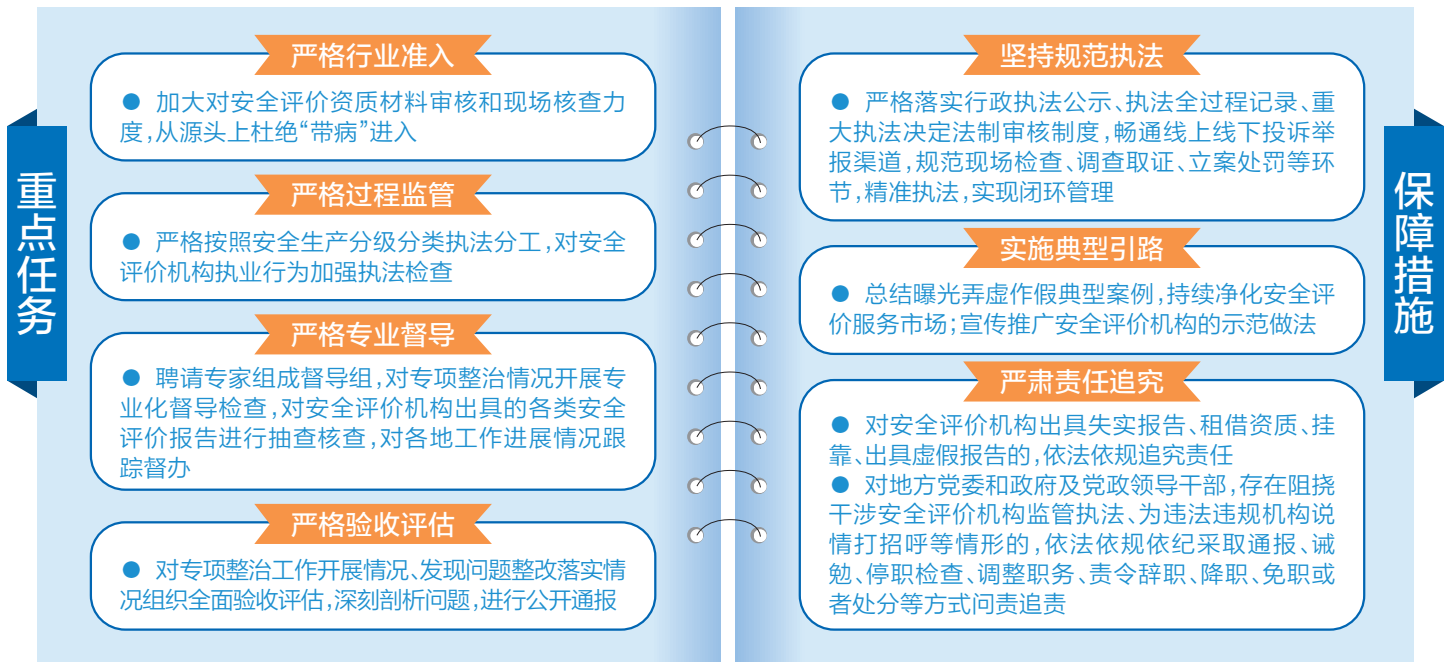 重点任务
严格行业准入
● 加大对安全评价资质材料审核和现场核查力
度,从源头上杜绝“带病”进入
严格过程监管
● 严格按照安全生产分级分类执法分工,对安全
评价机构执业行为加强执法检查
严格专业督导
● 聘请专家组成督导组,对专项整治情况开展专
业化督导检查,对安全评价机构出具的各类安全
评价报告进行抽查核查,对各地工作进展情况跟
踪督办
严格验收评估
● 对专项整治工作开展情况、发现问题整改落实情
况组织全面验收评估,深刻剖析问题,进行公开通报
保障措施
坚持规范执法
● 严格落实行政执法公示、执法全过程记录、重
大执法决定法制审核制度,畅通线上线下投诉举
报渠道,规范现场检查、调查取证、立案处罚等环
节,精准执法,实现闭环管理
实施典型引路
● 总结曝光弄虚作假典型案例,持续净化安全评
价服务市场;宣传推广安全评价机构的示范做法
严肃责任追究
● 对安全评价机构出具失实报告、租借资质、挂
靠、出具虚假报告的,依法依规追究责任
● 对地方党委和政府及党政领导干部,存在阻挠
干涉安全评价机构监管执法、为违法违规机构说
情打招呼等情形的,依法依规依纪采取通报、诫
勉、停职检查、调整职务、责令辞职、降职、免职或
者处分等方式问责追责